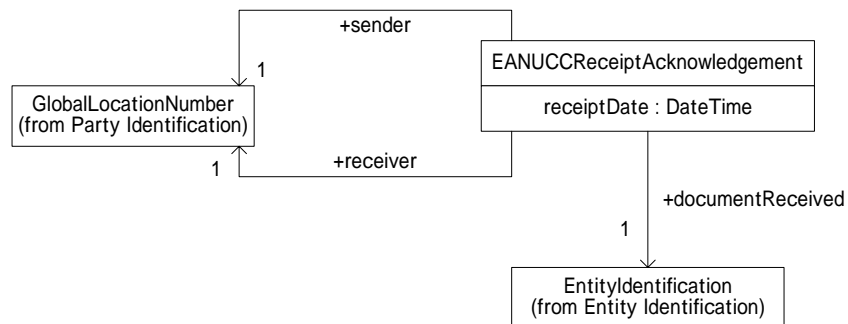 +sender
EANUCCReceiptAcknowledgement
1
GlobalLocationNumber
(from Party Identification)
receiptDate : DateTime
1
+receiver
+documentReceived
1
EntityIdentification
(from Entity Identification)